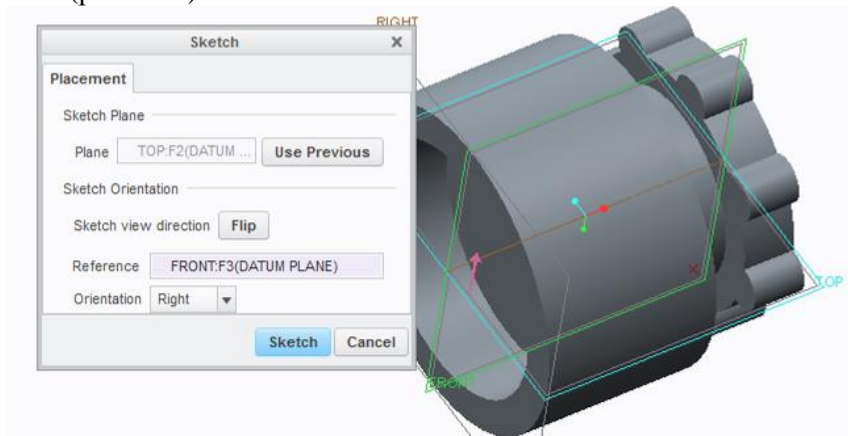 RIGHT
Sketch
X
Placement
Sketch Plane
Plane TOP:F2(DATUM ... Use Previous
Sketch Orientation
Sketch view direction Flip
Reference FRONT:F3(DATUM PLANE)
Orientation Right
Sketch Cancel
TOP
FRONT